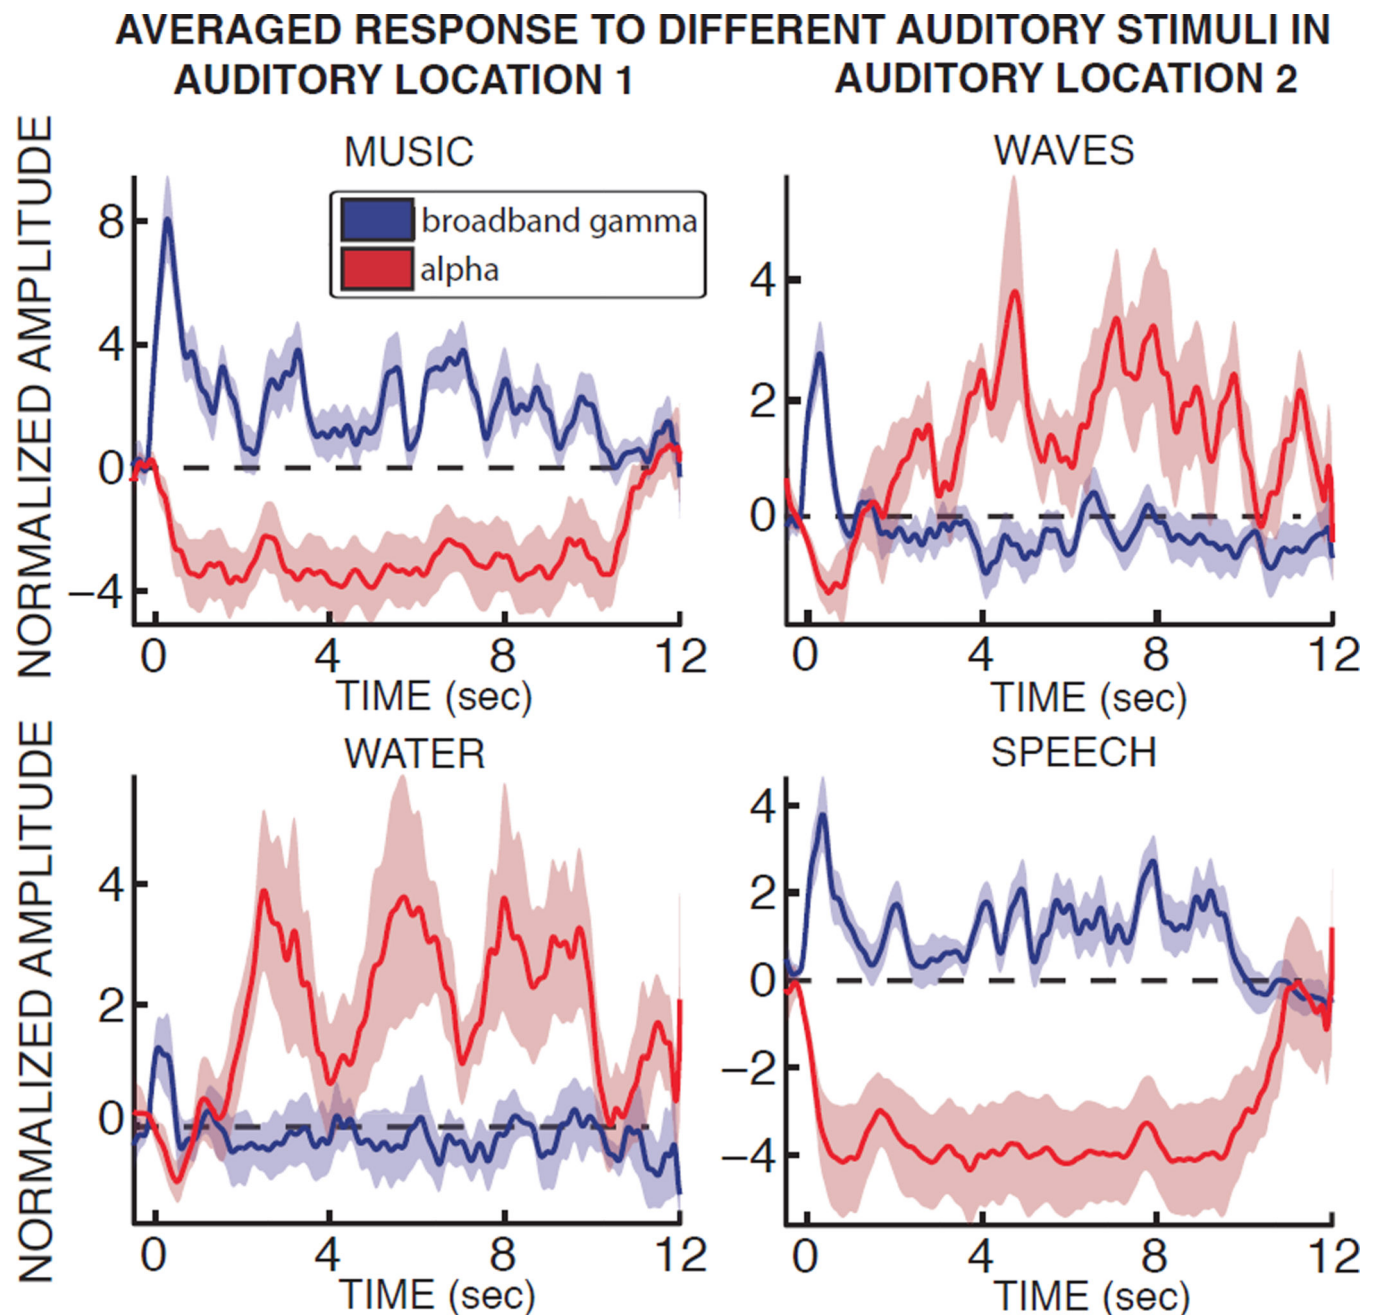 AVERAGED RESPONSE TO DIFFERENT AUDITORY STIMULI IN
AUDITORY LOCATION 1
AUDITORY LOCATION 2
NORMALIZED AMPLITUDE
MUSIC
broadband gamma
alpha
8
4
0
−4
0 4 8 12
TIME (sec)
WAVES
4
2
0
0 4 8 12
TIME (sec)
NORMALIZED AMPLITUDE
WATER
4
2
0
0 4 8 12
TIME (sec)
SPEECH
4
2
0
−2
−4
0 4 8 12
TIME (sec)